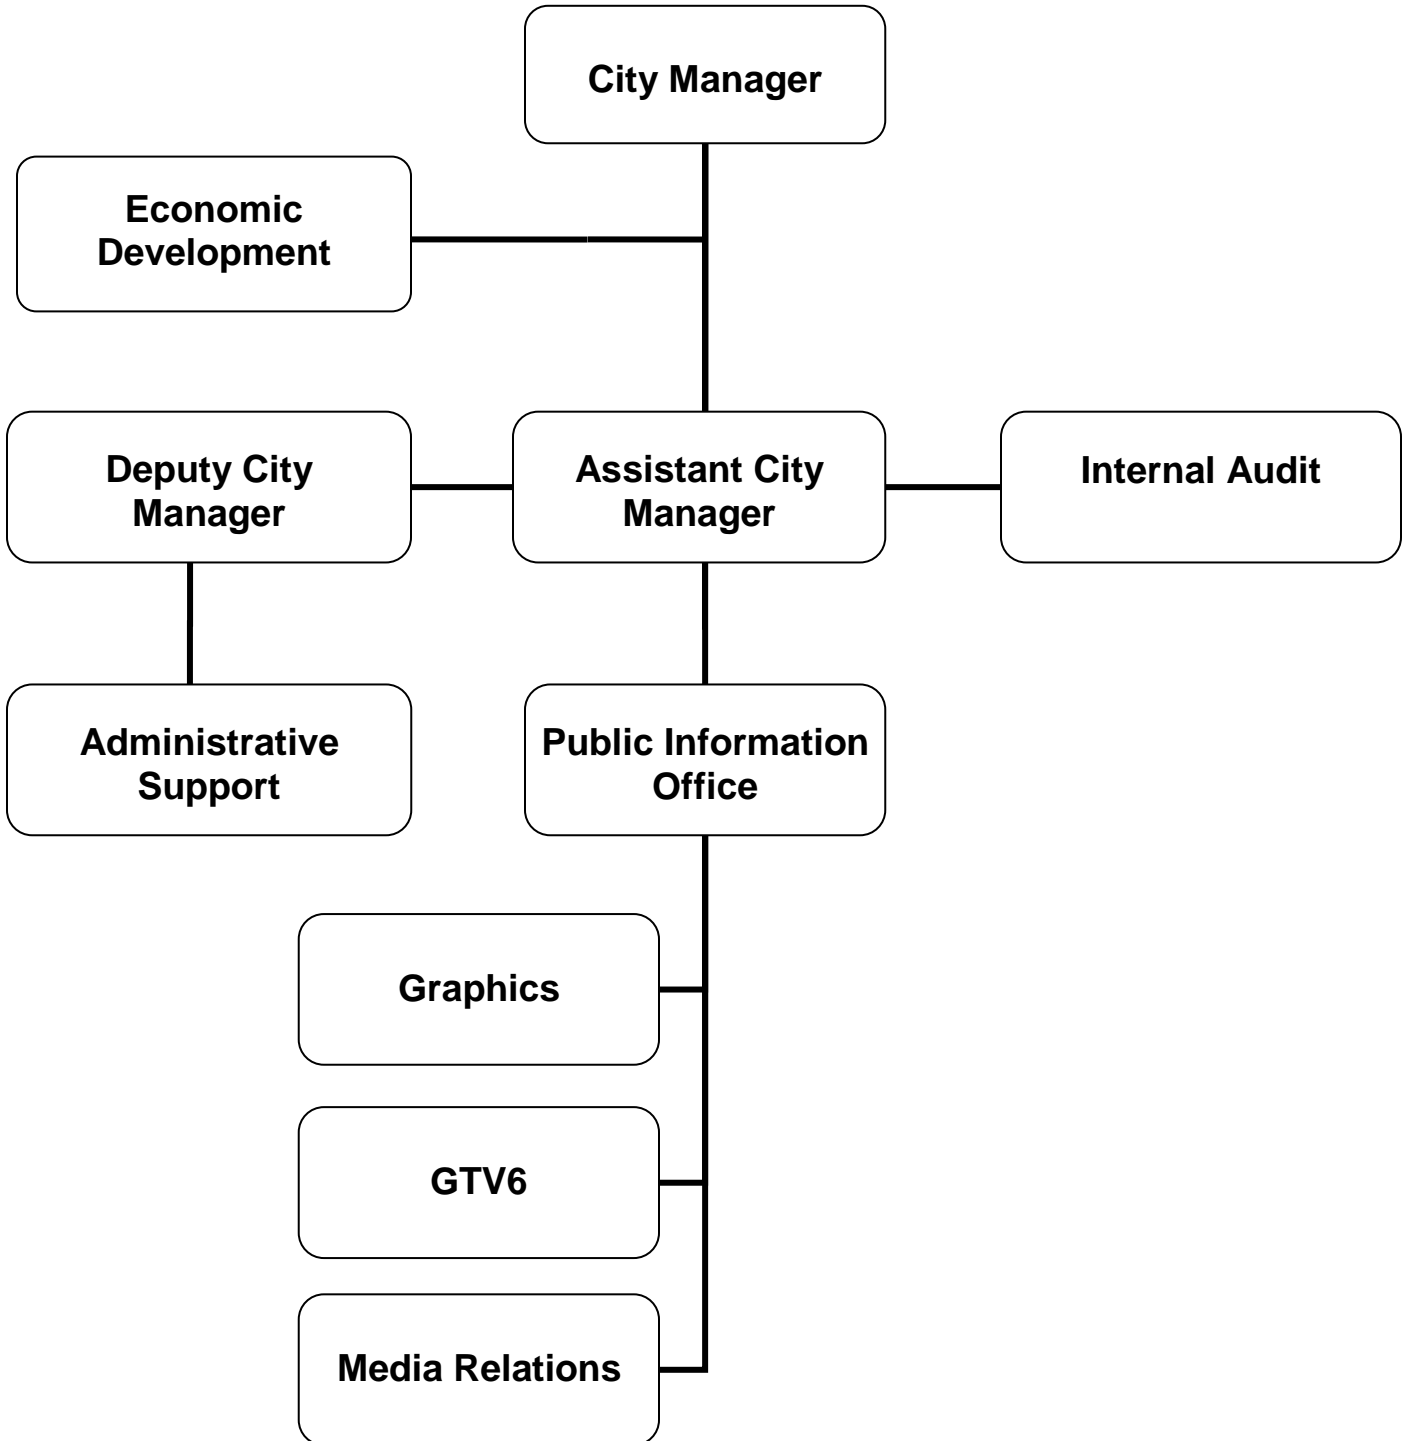 City Manager
Economic
Development
Deputy City
Manager
Assistant City
Manager
Internal Audit
Administrative
Support
Public Information
Office
Graphics
GTV6
Media Relations